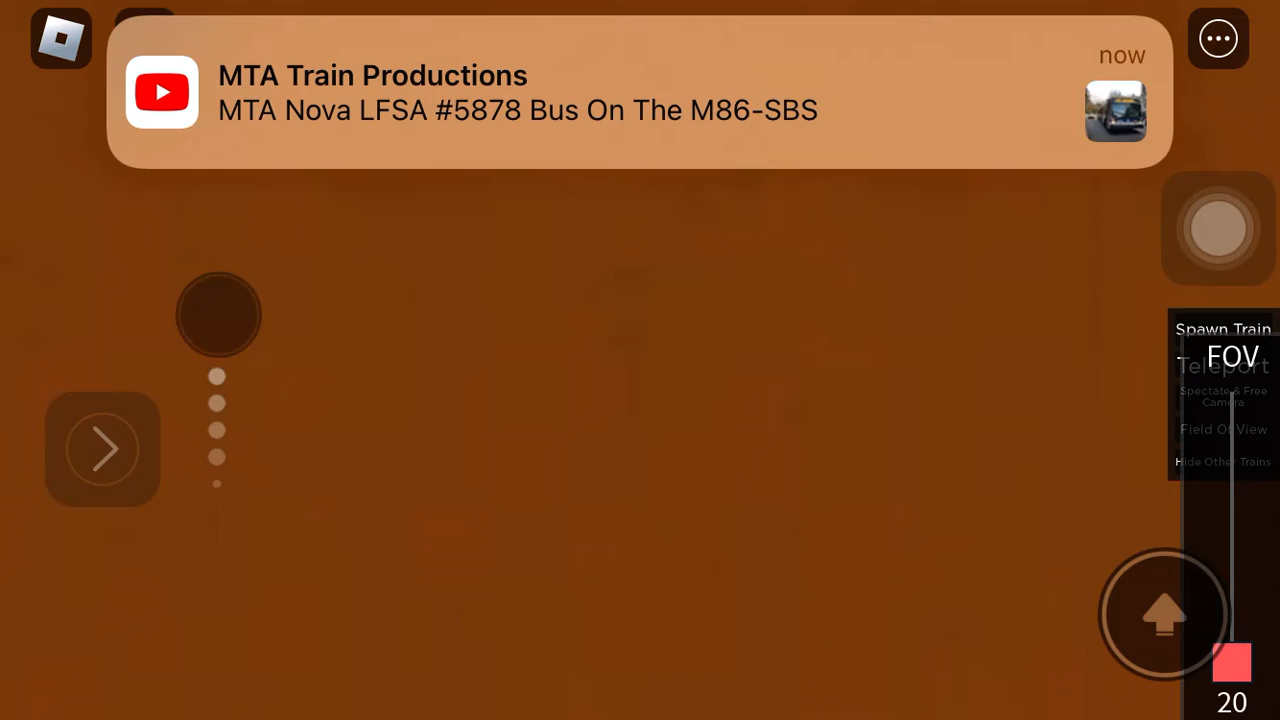 MTA Train Productions
now
MTA Nova LFSA #5878 Bus On The M86-SBS
Spawn Train
FOV
Teleport
Spectate & Free
Camera
Field Of View
Hide Other Trains
20